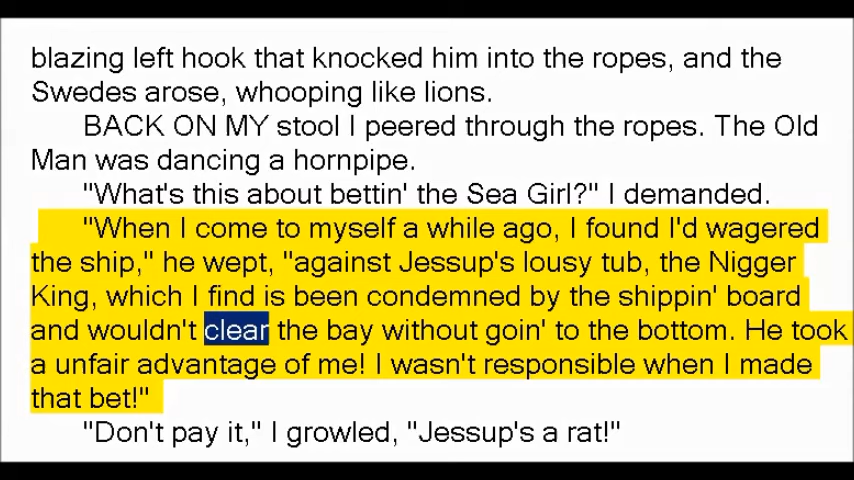 blazing left hook that knocked him into the ropes, and the
Swedes arose, whooping like lions.
BACK ON MY stool I peered through the ropes. The Old
Man was dancing a hornpipe.
"What's this about bettin' the Sea Girl?" I demanded.
"When I come to myself a while ago, I found I'd wagered
the ship," he wept, "against Jessup's lousy tub, the Nigger
King, which I find is been condemned by the shippin' board
and wouldn't clear the bay without goin' to the bottom. He took
a unfair advantage of me! I wasn't responsible when I made
that bet!"
"Don't pay it," I growled, "Jessup's a rat!"